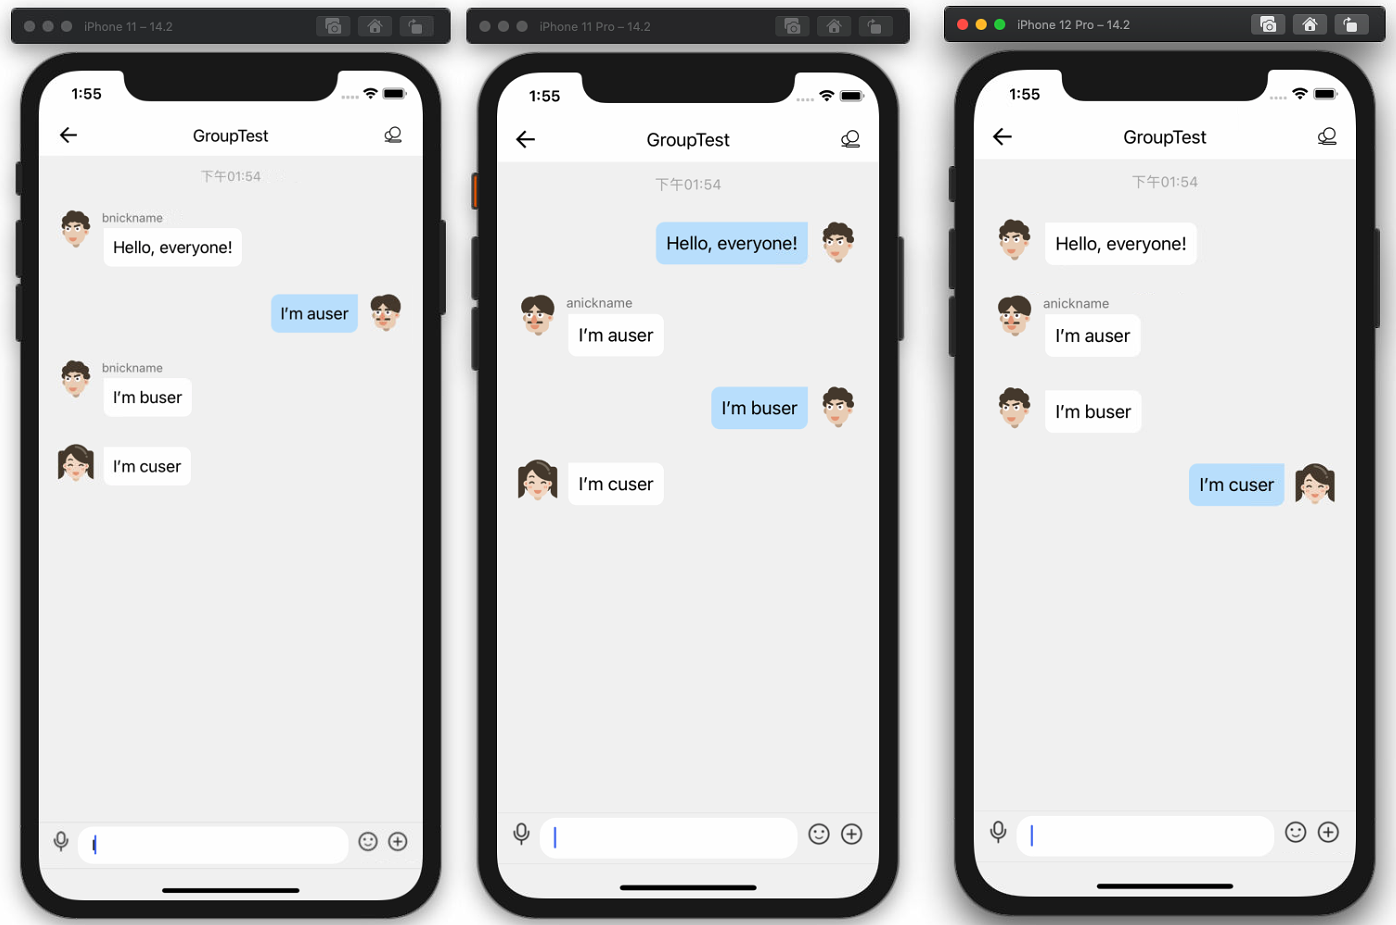 iPhone 11 – 14.2
1:55
GroupTest
下午01:54
bnickname
Hello, everyone!
I'm auser
bnickname
I'm buser
I'm cuser
iPhone 11 Pro – 14.2
1:55
GroupTest
下午01:54
Hello, everyone!
anickname
I'm auser
I'm buser
I'm cuser
iPhone 12 Pro – 14.2
1:55
GroupTest
下午01:54
Hello, everyone!
anickname
I'm auser
I'm buser
I'm cuser